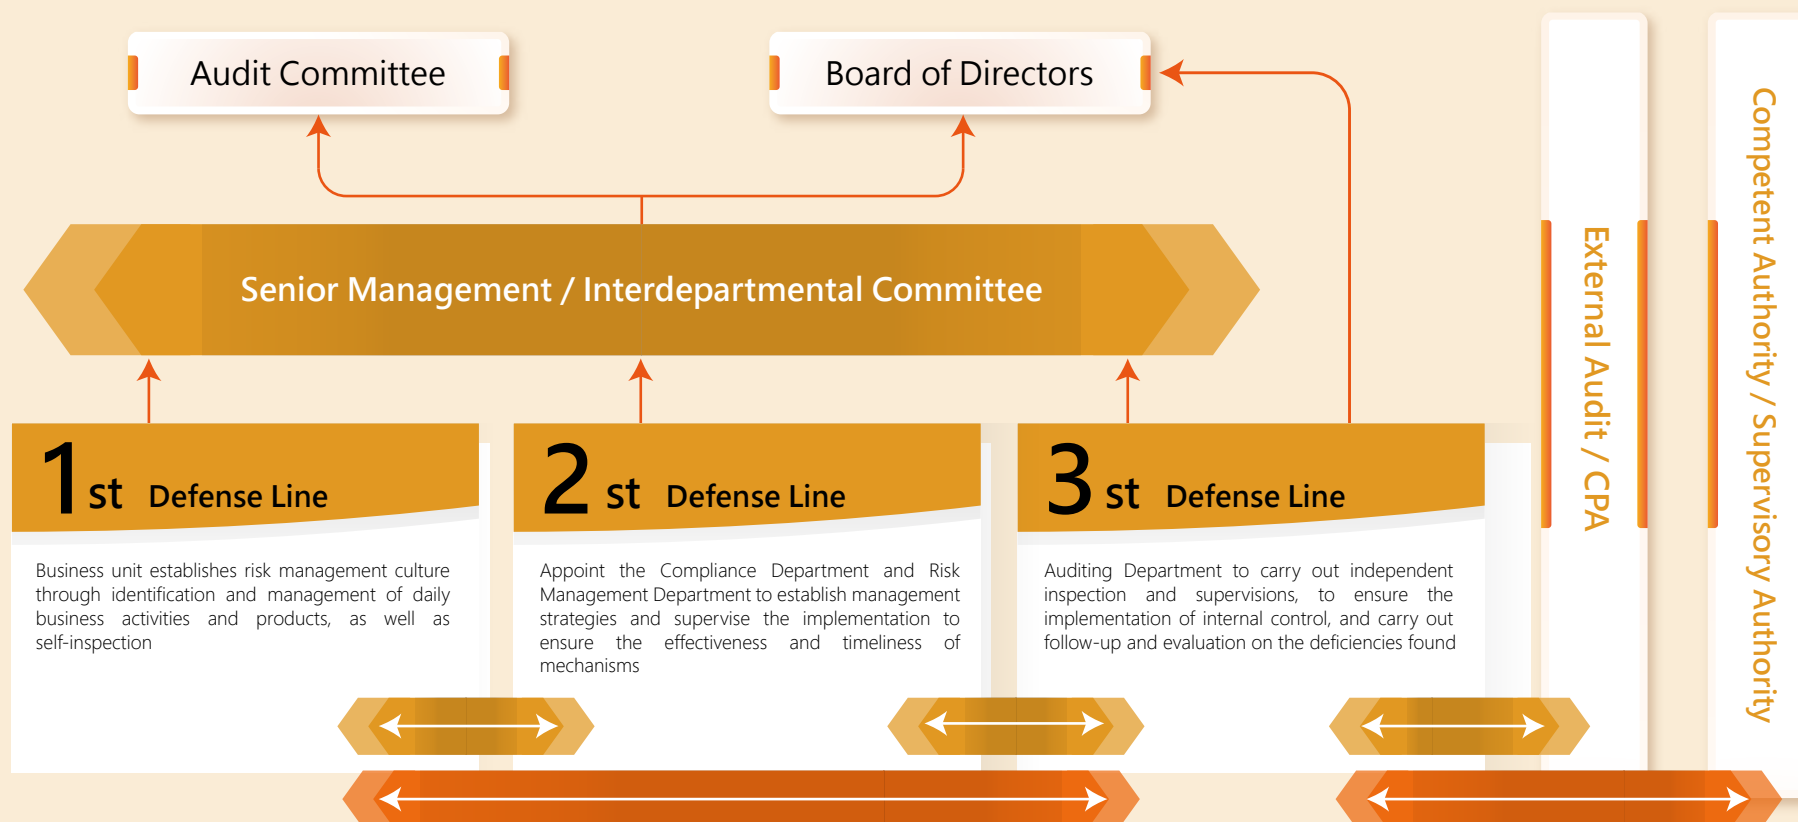 Audit Committee
Board of Directors
Senior Management / Interdepartmental Committee
1st Defense Line
Business unit establishes risk management culture
through identification and management of daily
business activities and products, as well as
self-inspection
2 st Defense Line
Appoint the Compliance Department and Risk
Management Department to establish management
strategies and supervise the implementation to
ensure the effectiveness and timeliness of
mechanisms
3 st Defense Line
Auditing Department to carry out independent
inspection and supervisions, to ensure the
implementation of internal control, and carry out
follow-up and evaluation on the deficiencies found
External Audit / CPA
Competent Authority / Supervisory Authority